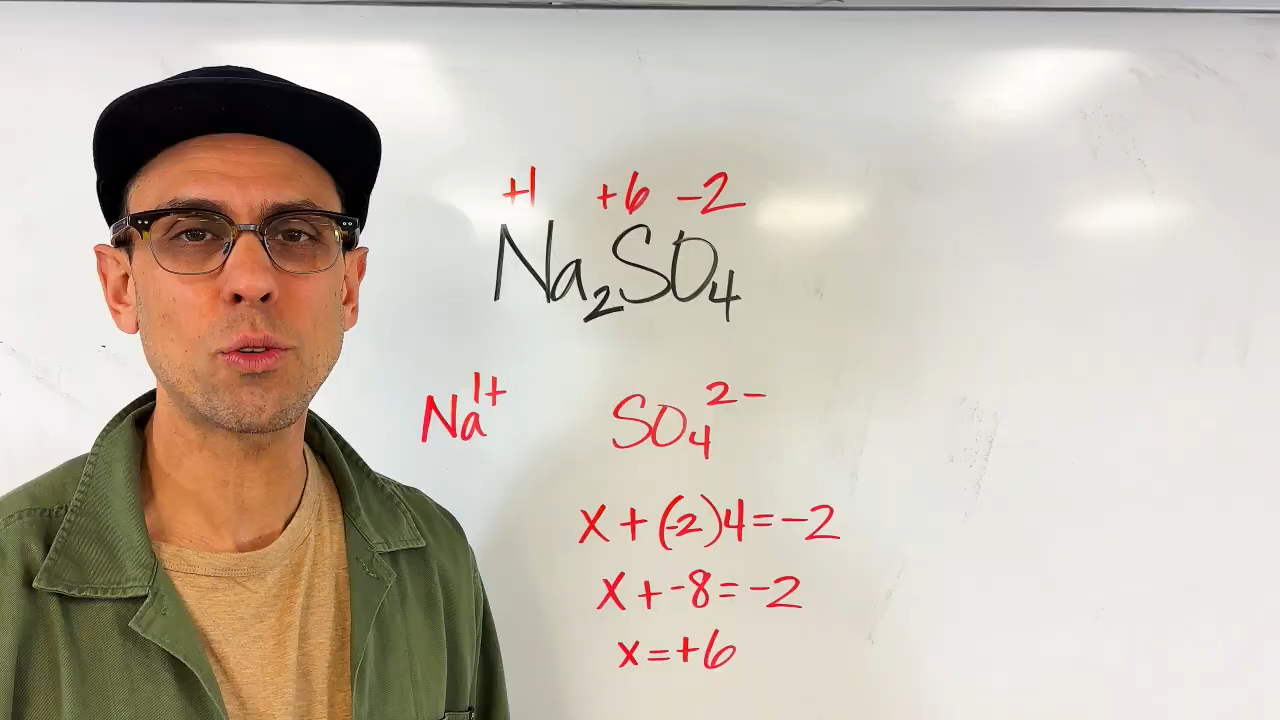 +1 +6 -2
Na₂SO₄
Na¹⁺ SO₄²⁻
x + (-2)4 = -2
x + -8 = -2
x = +6